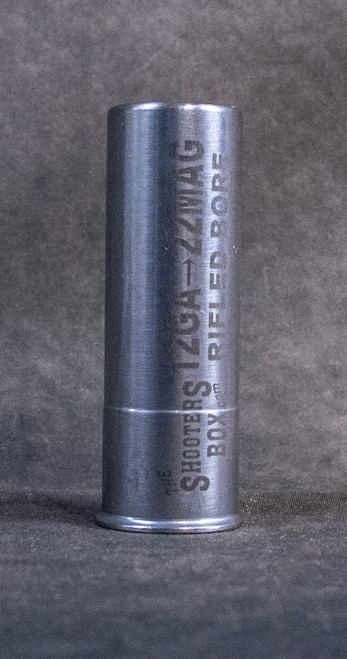 THE
SHOOTERS
BOX.com
12GA→22MAG
RIFLED BORE